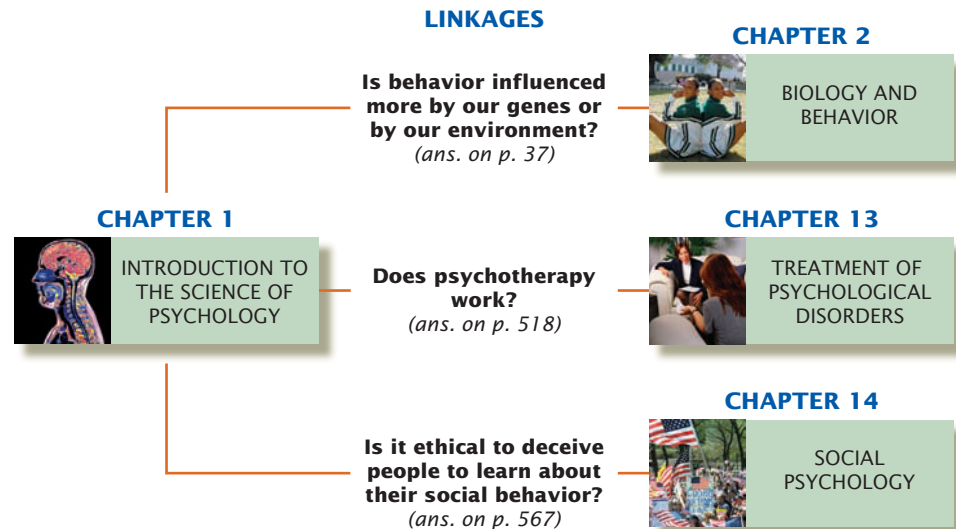 LINKAGES
CHAPTER 2
Is behavior influenced
more by our genes or
by our environment?
(ans. on p. 37)
BIOLOGY AND
BEHAVIOR
CHAPTER 1
INTRODUCTION TO
THE SCIENCE OF
PSYCHOLOGY
Does psychotherapy
work?
(ans. on p. 518)
CHAPTER 13
TREATMENT OF
PSYCHOLOGICAL
DISORDERS
Is it ethical to deceive
people to learn about
their social behavior?
(ans. on p. 567)
CHAPTER 14
SOCIAL
PSYCHOLOGY